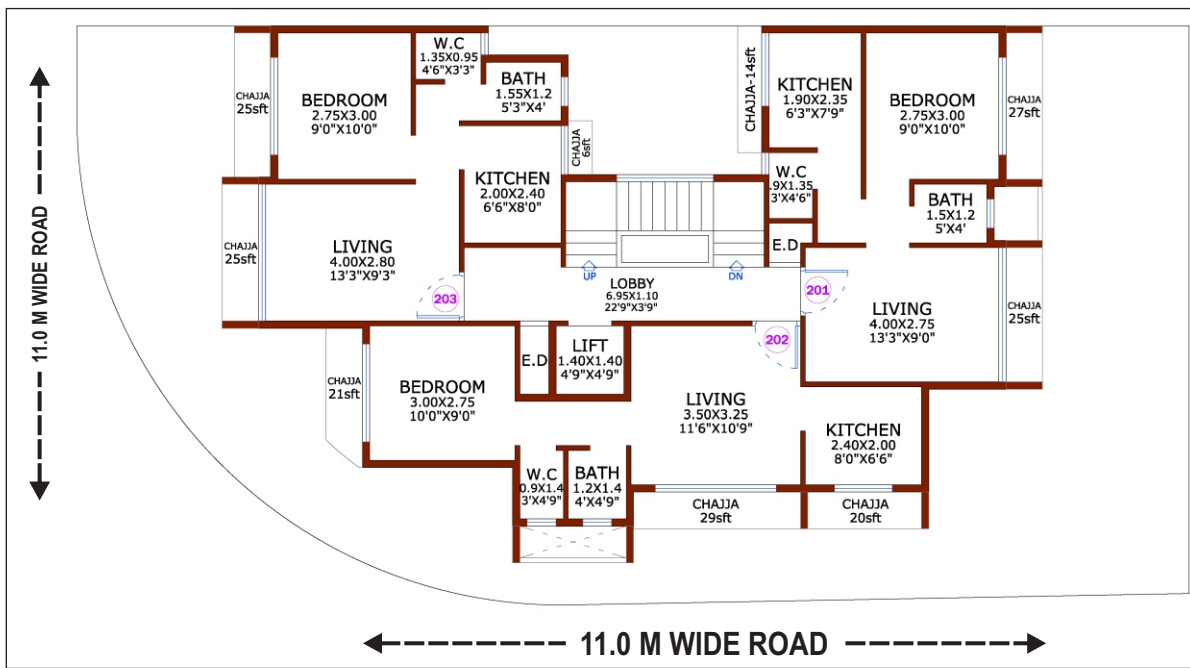 11.0 M WIDE ROAD
CHAJJA
25sft
BEDROOM
2.75X3.00
9'0"X10'0"
W.C
1.35X0.95
4'6"X3'3"
BATH
1.55X1.2
5'3"X4'
CHAJJA
6sft
KITCHEN
2.00X2.40
6'6"X8'0"
CHAJJA
25sft
LIVING
4.00X2.80
13'3"X9'3"
203
UP
DN
LOBBY
6.95X1.10
22'9"X3'9"
CHAJJA-14sft
KITCHEN
1.90X2.35
6'3"X7'9"
BEDROOM
2.75X3.00
9'0"X10'0"
CHAJJA
27sft
W.C
.9X1.35
3'X4'6"
BATH
1.5X1.2
5'X4'
E.D
201
LIVING
4.00X2.75
13'3"X9'0"
CHAJJA
25sft
202
CHAJJA
21sft
BEDROOM
3.00X2.75
10'0"X9'0"
E.D
LIFT
1.40X1.40
4'9"X4'9"
LIVING
3.50X3.25
11'6"X10'9"
KITCHEN
2.40X2.00
8'0"X6'6"
W.C
0.9X1.4
3'X4'9"
BATH
1.2X1.4
4'X4'9"
CHAJJA
29sft
CHAJJA
20sft
11.0 M WIDE ROAD